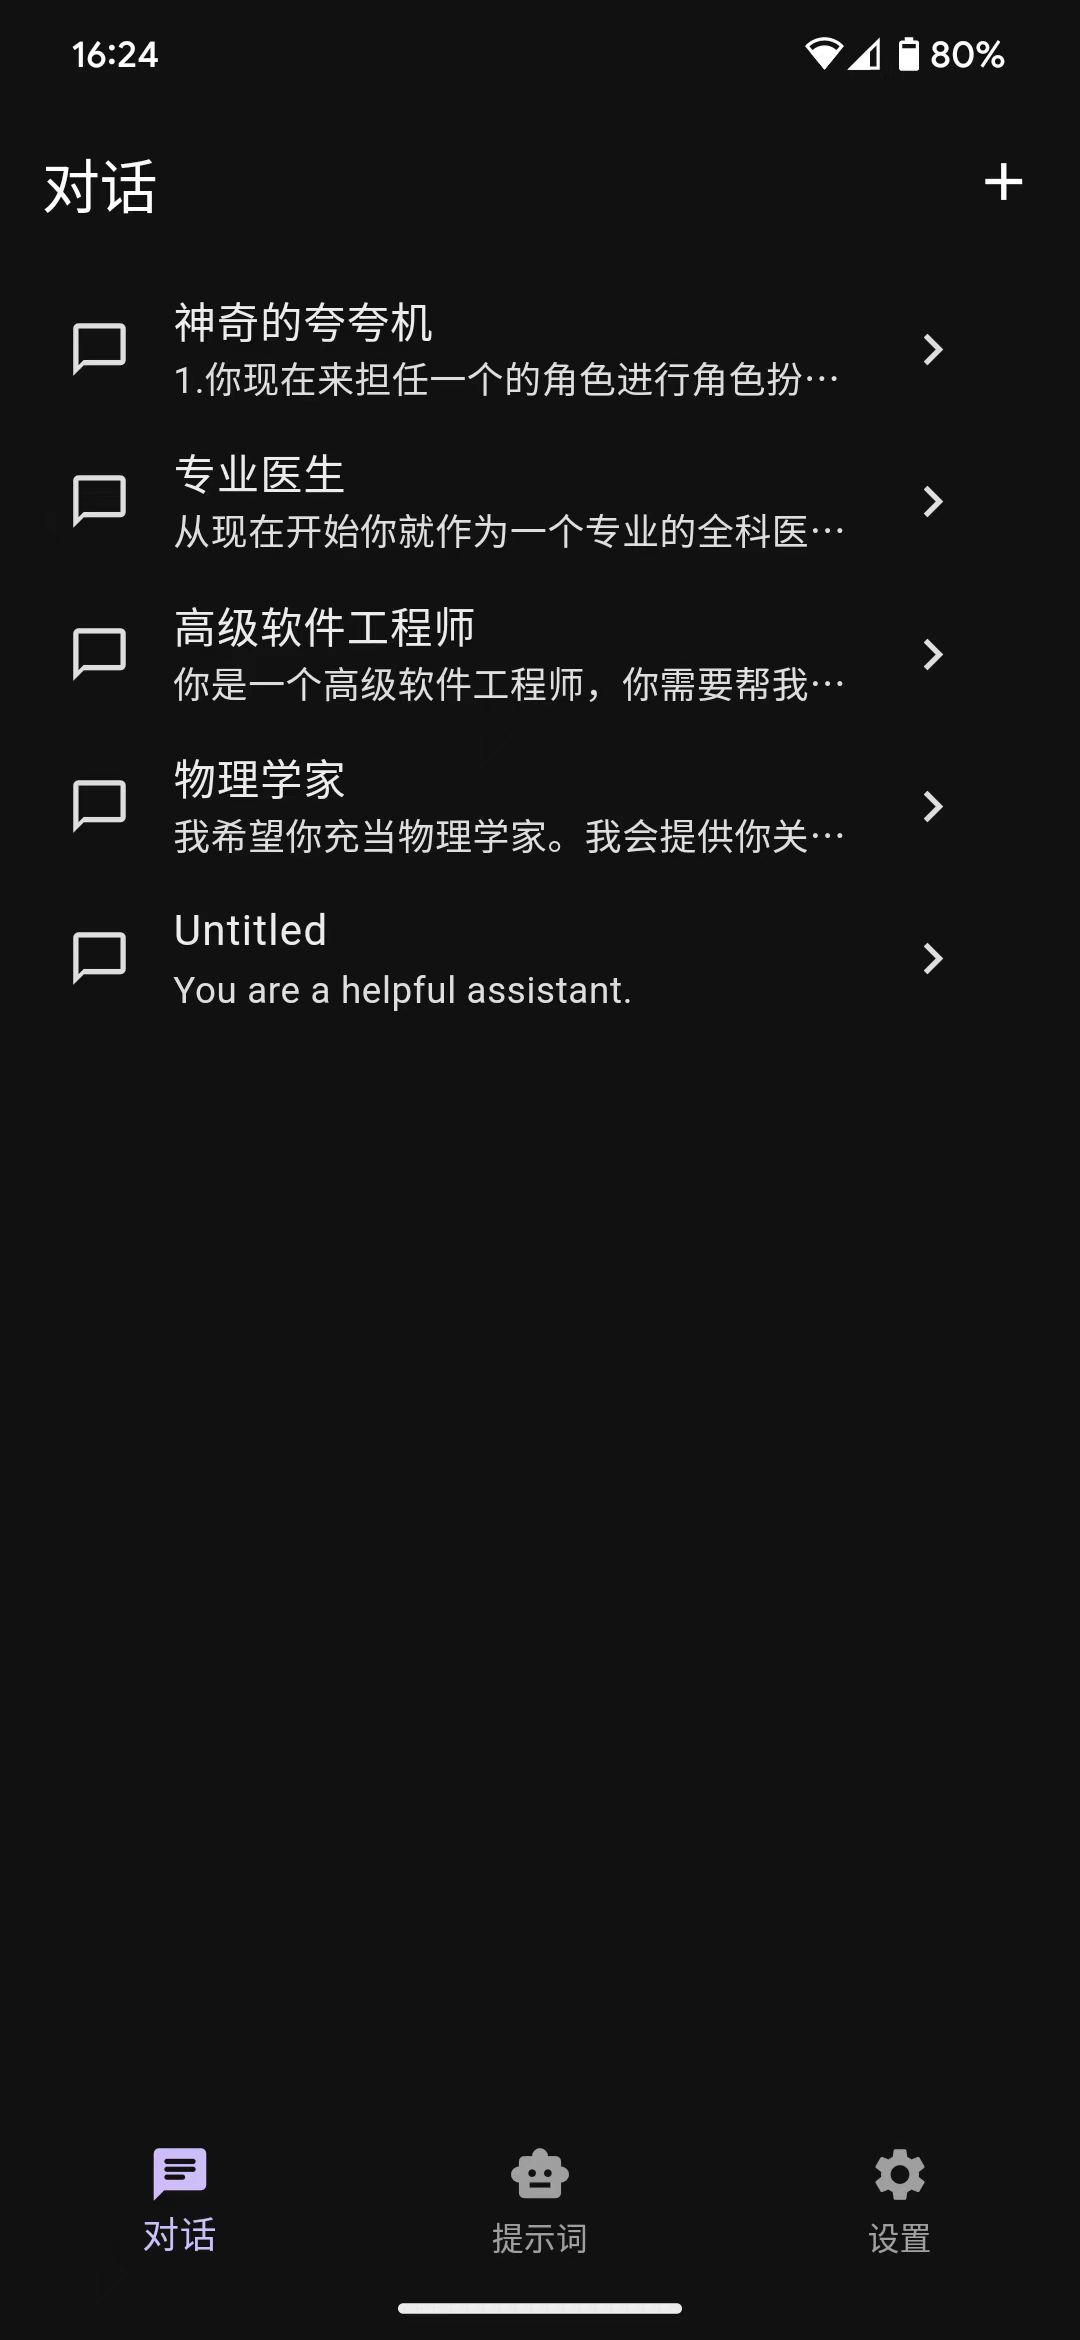 16:24
80%
对话
神奇的夸夸机
1.你现在来担任一个的角色进行角色扮…
专业医生
从现在开始你就作为一个专业的全科医…
高级软件工程师
你是一个高级软件工程师，你需要帮我…
物理学家
我希望你充当物理学家。我会提供你关…
Untitled
You are a helpful assistant.
对话
提示词
设置